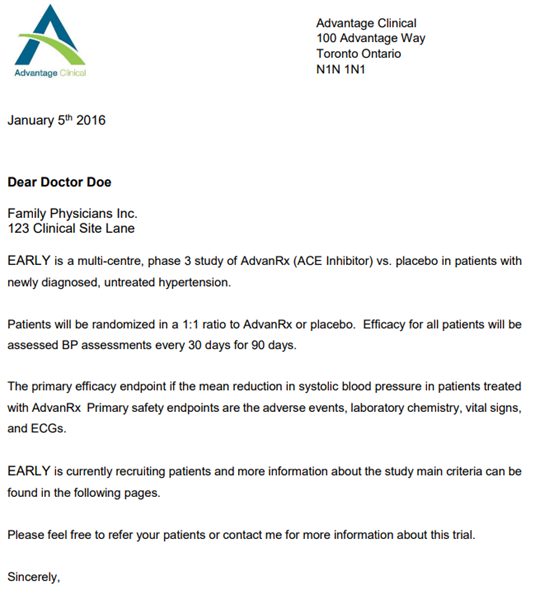 Advantage Clinical
Advantage Clinical
100 Advantage Way
Toronto Ontario
N1N 1N1
January 5th 2016
Dear Doctor Doe
Family Physicians Inc.
123 Clinical Site Lane
EARLY is a multi-centre, phase 3 study of AdvanRx (ACE Inhibitor) vs. placebo in patients with
newly diagnosed, untreated hypertension.
Patients will be randomized in a 1:1 ratio to AdvanRx or placebo.  Efficacy for all patients will be
assessed BP assessments every 30 days for 90 days.
The primary efficacy endpoint if the mean reduction in systolic blood pressure in patients treated
with AdvanRx  Primary safety endpoints are the adverse events, laboratory chemistry, vital signs,
and ECGs.
EARLY is currently recruiting patients and more information about the study main criteria can be
found in the following pages.
Please feel free to refer your patients or contact me for more information about this trial.
Sincerely,